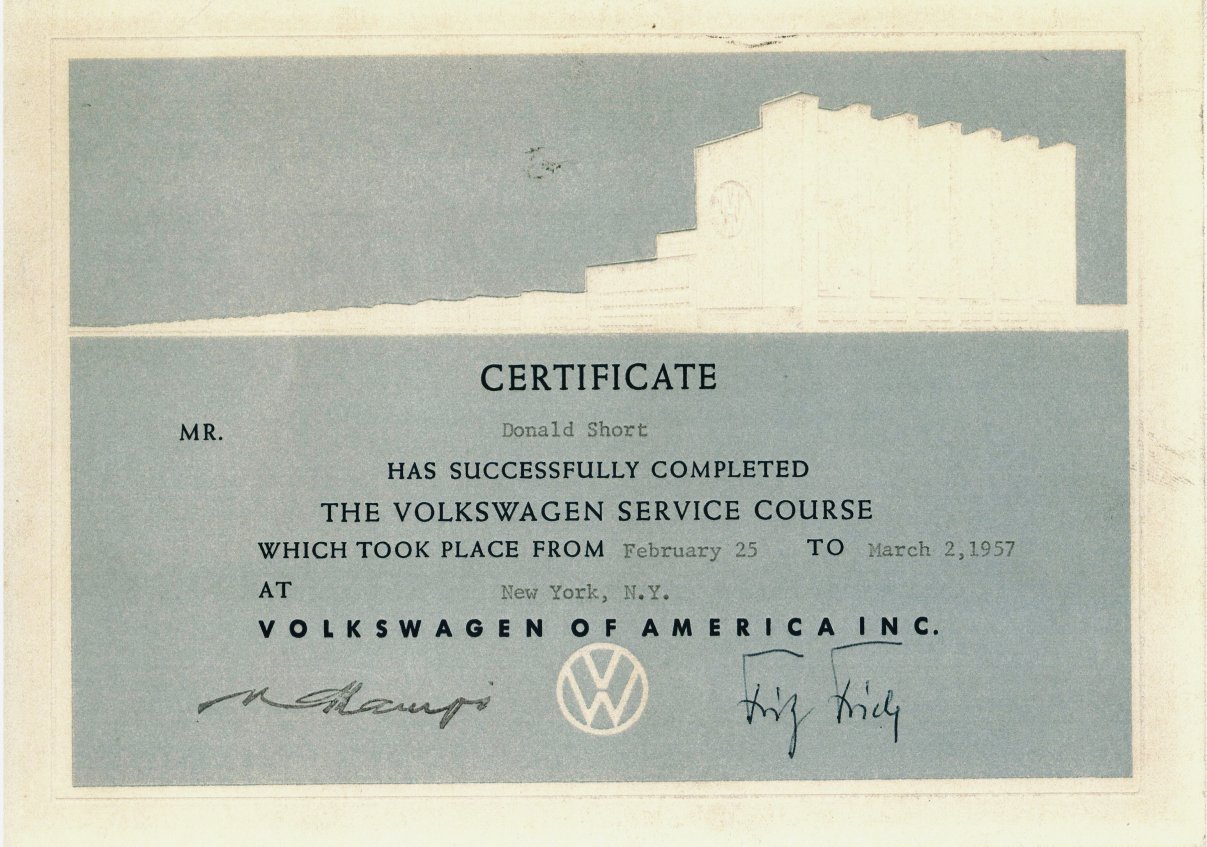 CERTIFICATE
MR. Donald Short
HAS SUCCESSFULLY COMPLETED
THE VOLKSWAGEN SERVICE COURSE
WHICH TOOK PLACE FROM February 25 TO March 2,1957
AT New York, N.Y.
VOLKSWAGEN OF AMERICA INC.
Fritz